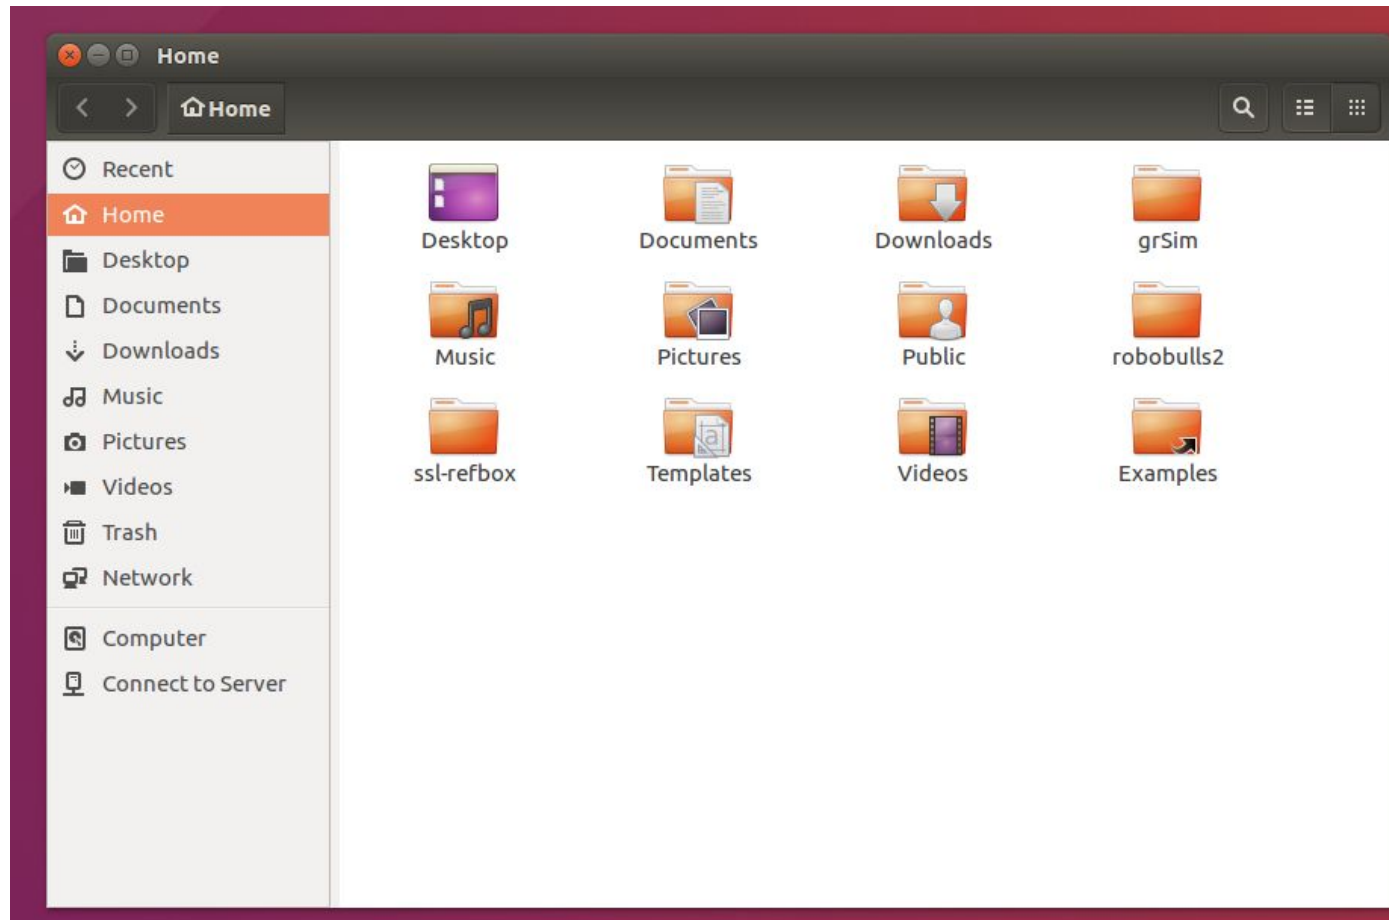 Home
Home
Recent
Home
Desktop
Documents
Downloads
Music
Pictures
Videos
Trash
Network
Computer
Connect to Server
Desktop Documents Downloads grSim
Music Pictures Public robobulls2
ssl-refbox Templates Videos Examples